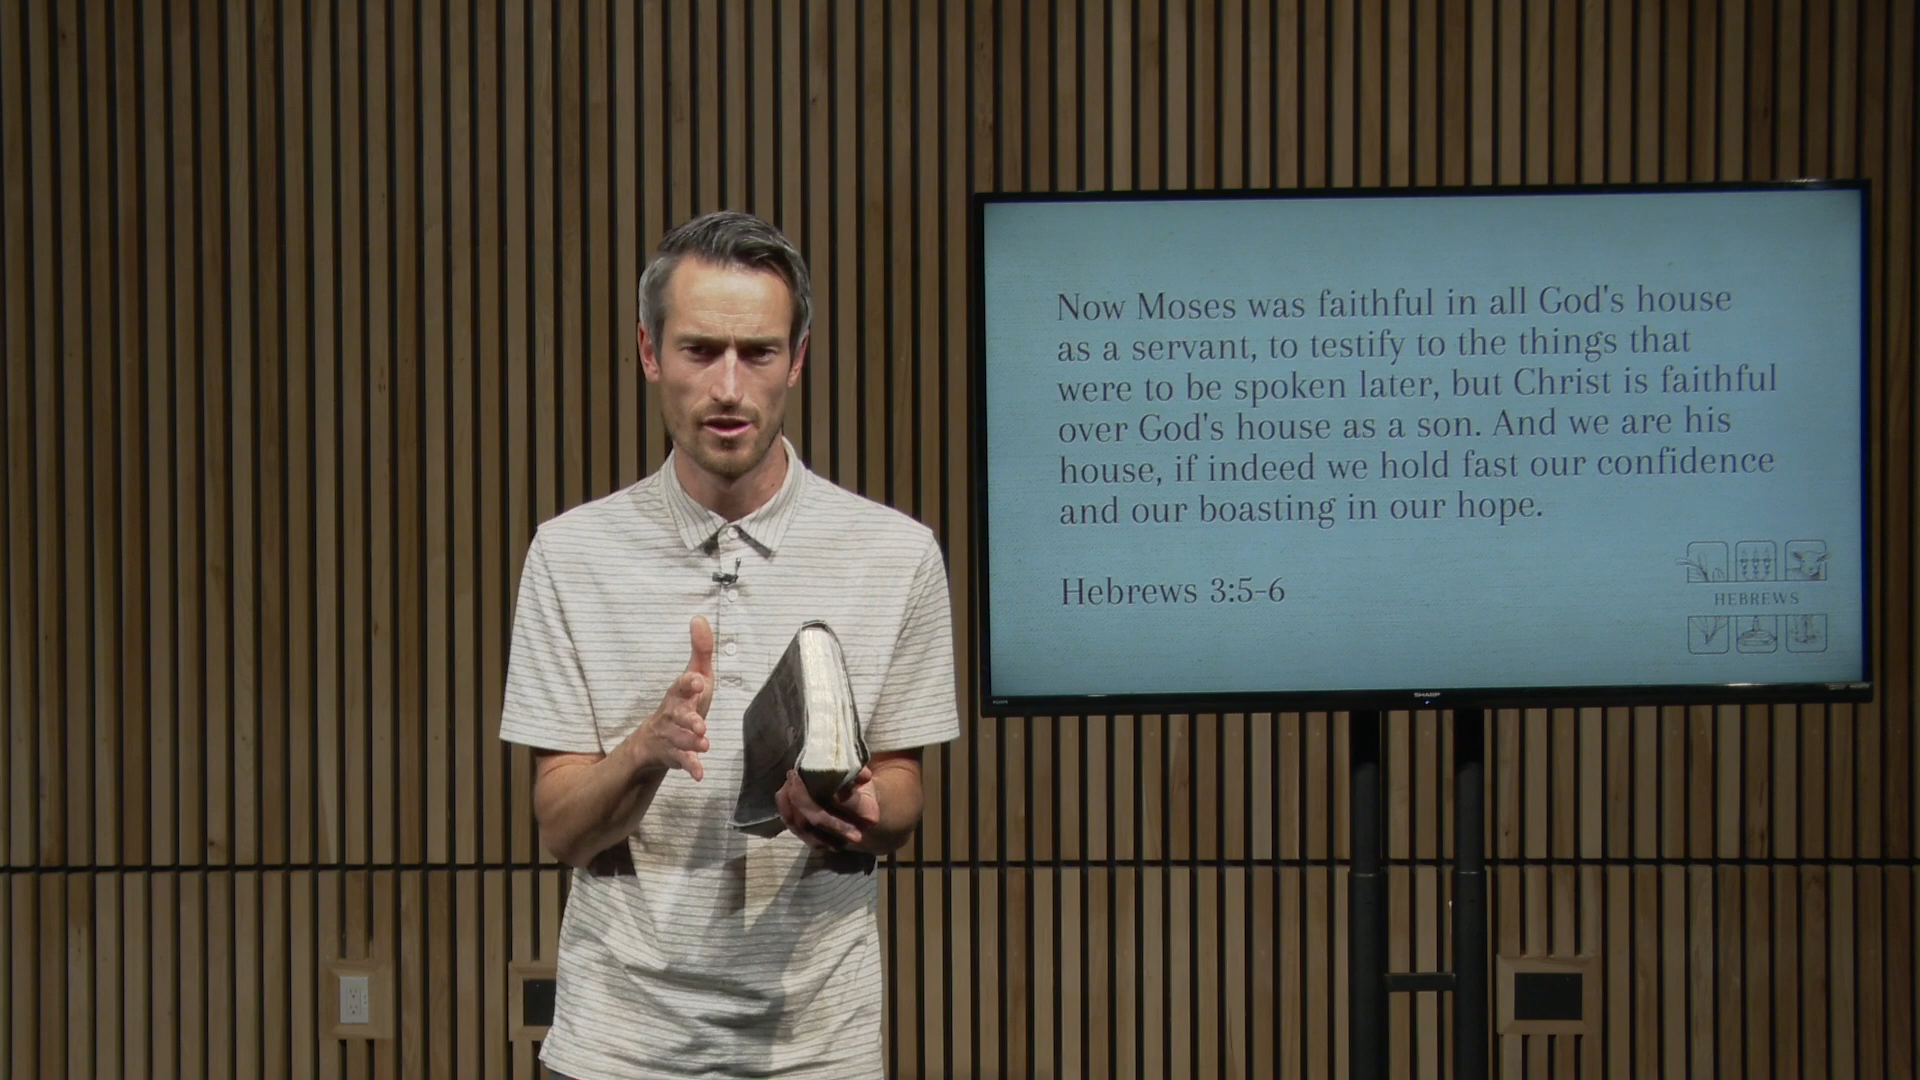 Now Moses was faithful in all God's house
as a servant, to testify to the things that
were to be spoken later, but Christ is faithful
over God's house as a son. And we are his
house, if indeed we hold fast our confidence
and our boasting in our hope.
Hebrews 3:5-6
HEBREWS
SHARP